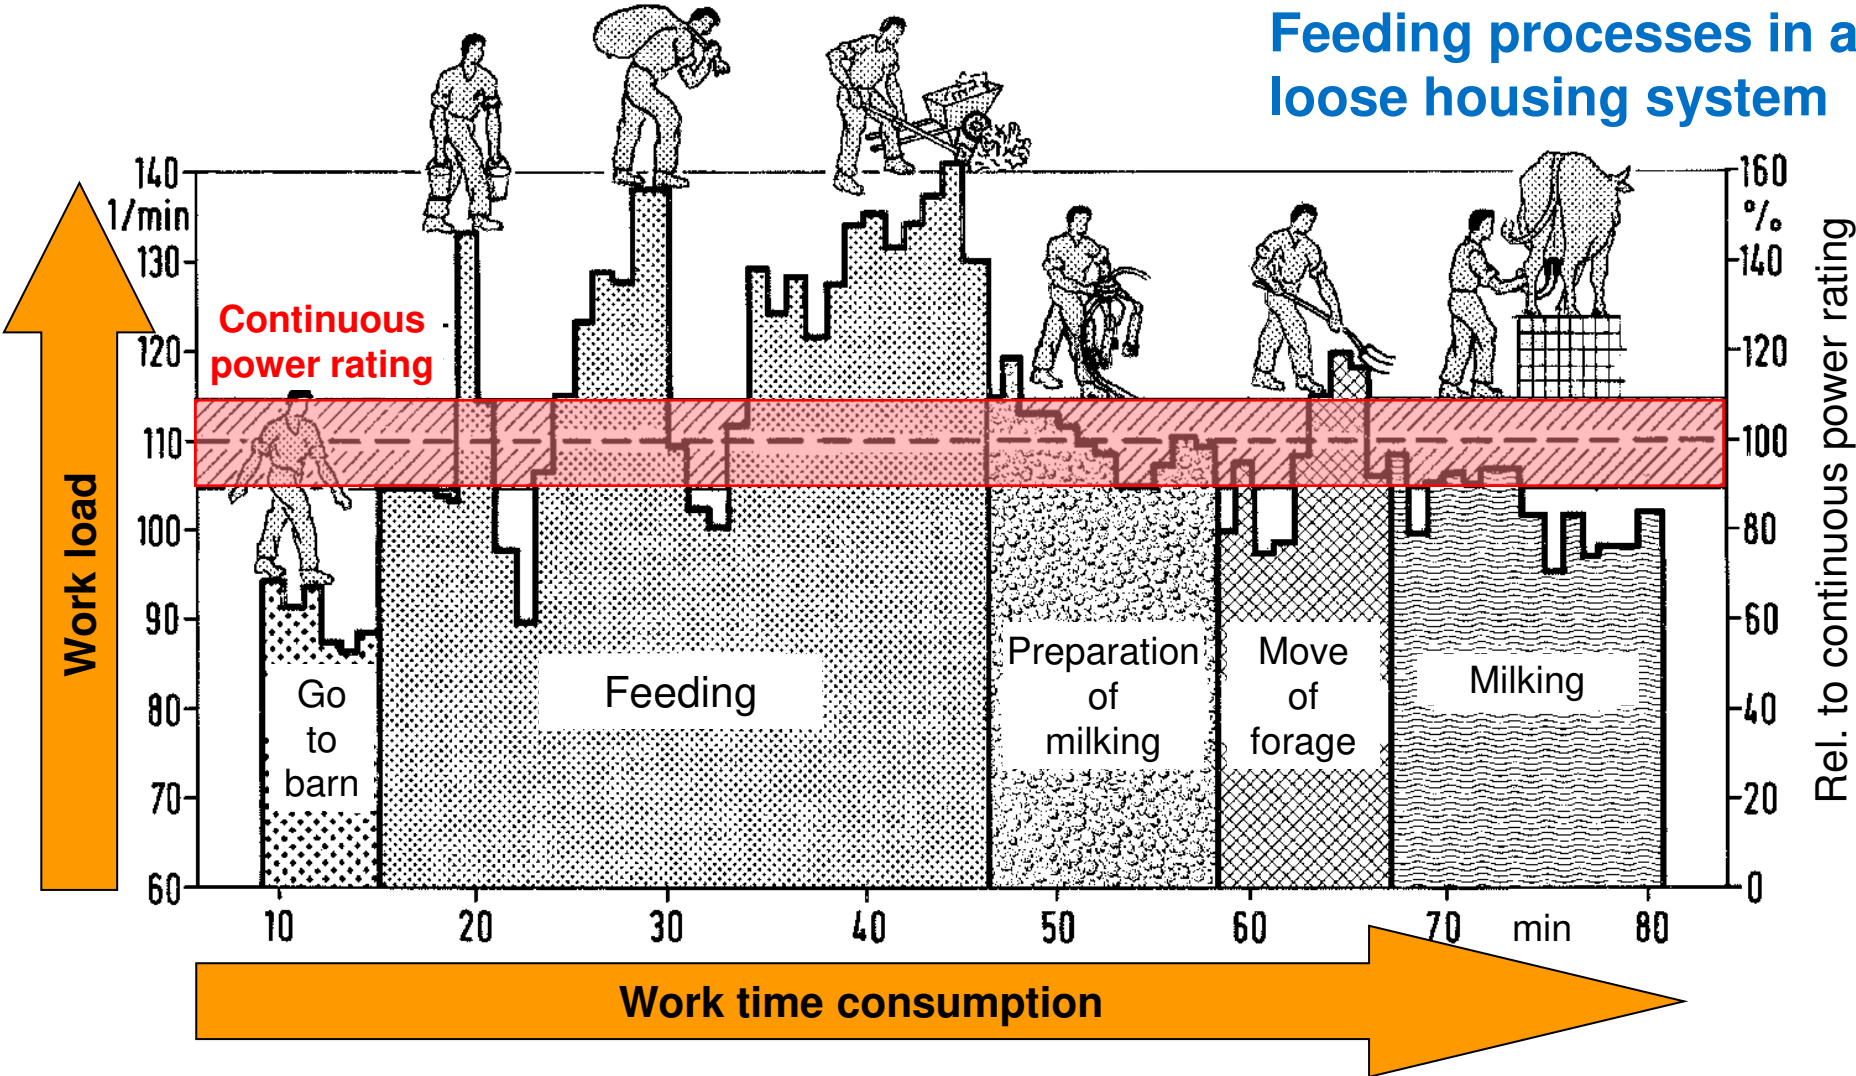 Feeding processes in a
loose housing system
140
1/min
130
120
110
100
90
80
70
60
160
%
140
120
100
80
60
40
20
0
Continuous
power rating
Work load
Rel. to continuous power rating
Go
to
barn
Feeding
Preparation
of
milking
Move
of
forage
Milking
10 20 30 40 50 60 70 min 80
Work time consumption